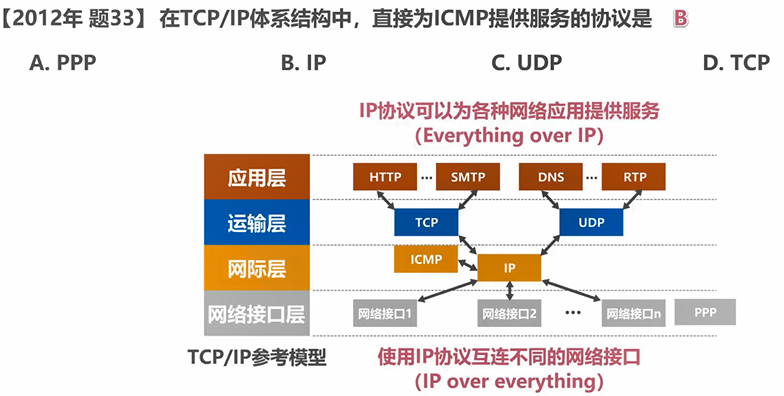 【2012年 题33】 在TCP/IP体系结构中，直接为ICMP提供服务的协议是 B
A. PPP B. IP C. UDP D. TCP
IP协议可以为各种网络应用提供服务
（Everything over IP）
应用层 HTTP ··· SMTP DNS ··· RTP
运输层 TCP UDP
网际层 ICMP IP
网络接口层 网络接口1 网络接口2 ··· 网络接口n PPP
TCP/IP参考模型 使用IP协议互连不同的网络接口
（IP over everything）